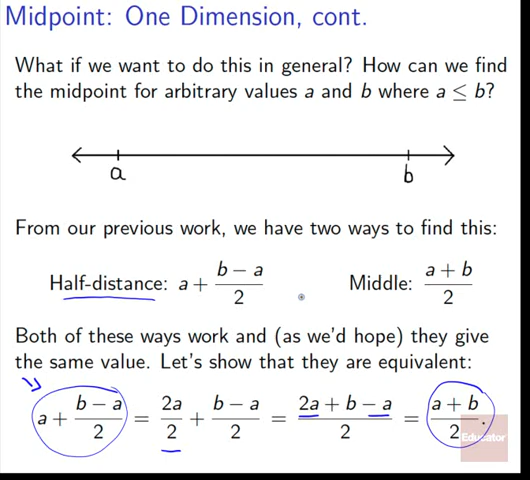 Midpoint: One Dimension, cont.
What if we want to do this in general? How can we find
the midpoint for arbitrary values a and b where a ≤ b?
a b
From our previous work, we have two ways to find this:
Half-distance: a + (b − a)/2 Middle: (a + b)/2
Both of these ways work and (as we'd hope) they give
the same value. Let's show that they are equivalent:
a + (b − a)/2 = 2a/2 + (b − a)/2 = (2a + b − a)/2 = (a + b)/2.
Educator